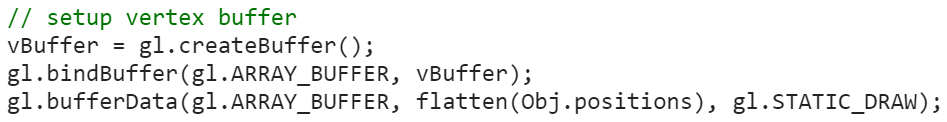 // setup vertex buffer
vBuffer = gl.createBuffer();
gl.bindBuffer(gl.ARRAY_BUFFER, vBuffer);
gl.bufferData(gl.ARRAY_BUFFER, flatten(Obj.positions), gl.STATIC_DRAW);